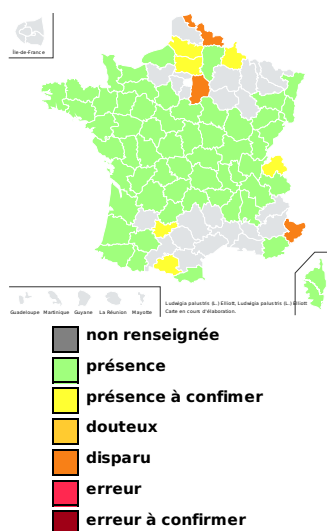 Île-de-France
Guadeloupe Martinique Guyane La Réunion Mayotte
Ludwigia palustris (L.) Elliott, Ludwigia palustris (L.) Elliott
Carte en cours d'élaboration.
non renseignée
présence
présence à confimer
douteux
disparu
erreur
erreur à confirmer